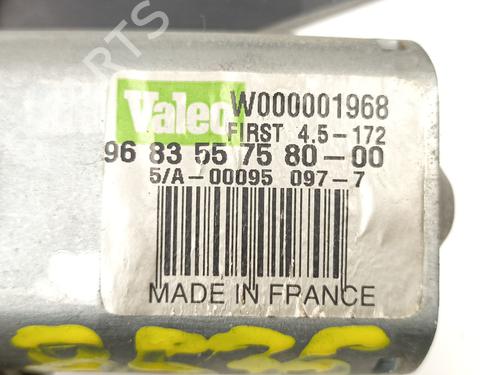 PARTS
Valeo
W000001968
FIRST 4.5-172
96 83 55 75 80-00
5/A-00095 097-7
MADE IN FRANCE